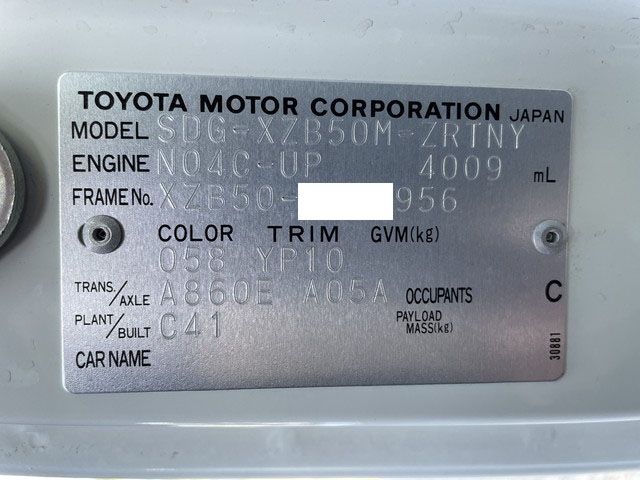 TOYOTA MOTOR CORPORATION JAPAN
MODEL SDG-XZB50M-ZRTNY
ENGINE N04C-UP 4009 mL
FRAME No. XZB50- 956
COLOR TRIM GVM(kg)
058 YP10
TRANS./AXLE A860E A05A OCCUPANTS C
PLANT/BUILT C41 PAYLOAD MASS(kg)
CAR NAME
30881